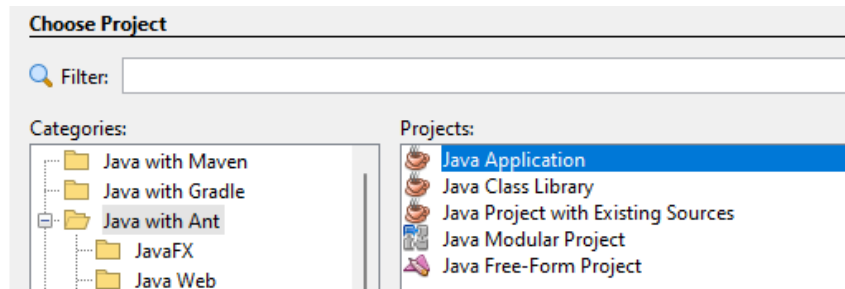 Choose Project
Filter:
Categories:
Java with Maven
Java with Gradle
Java with Ant
JavaFX
Java Web
Projects:
Java Application
Java Class Library
Java Project with Existing Sources
Java Modular Project
Java Free-Form Project